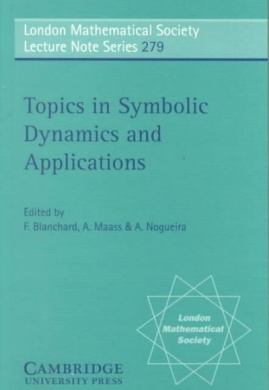 London Mathematical Society
Lecture Note Series 279
Topics in Symbolic
Dynamics and
Applications
Edited by
F. Blanchard, A. Maass & A. Nogueira
London
Mathematical
Society
CAMBRIDGE
UNIVERSITY PRESS